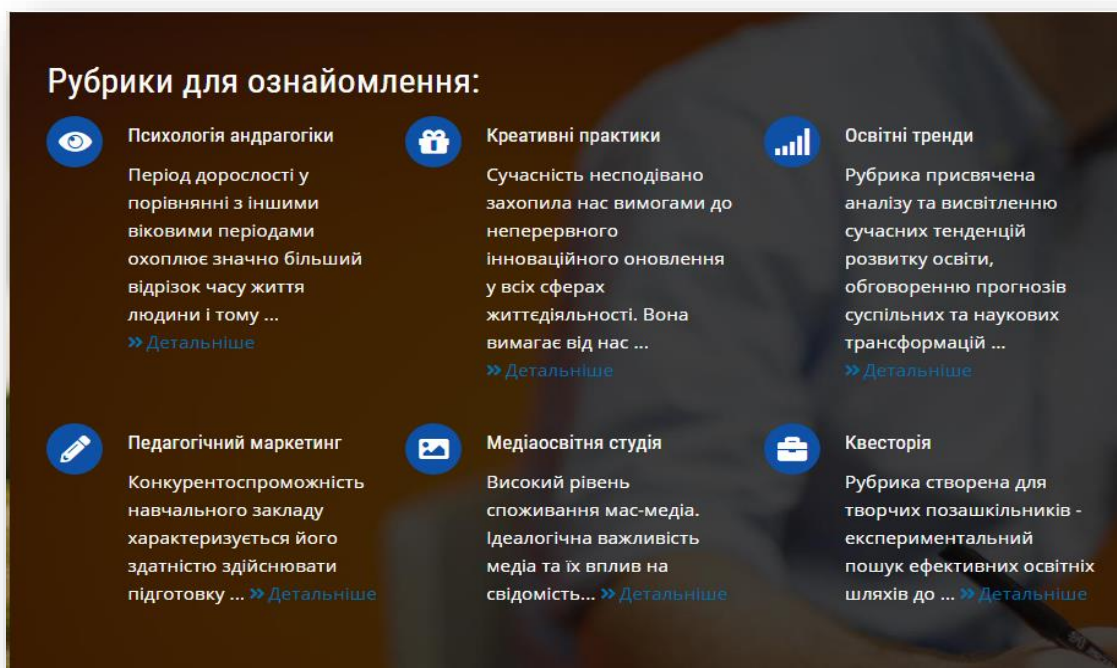 Рубрики для ознайомлення:
Психологія андрагогіки
Період дорослості у
порівнянні з іншими
віковими періодами
охоплює значно більший
відрізок часу життя
людини і тому ...
Детальніше
Креативні практики
Сучасність несподівано
захопила нас вимогами до
неперервного
інноваційного оновлення
у всіх сферах
життєдіяльності. Вона
вимагає від нас ...
Детальніше
Освітні тренди
Рубрика присвячена
аналізу та висвітленню
сучасних тенденцій
розвитку освіти,
обговоренню прогнозів
суспільних та наукових
трансформацій ...
Детальніше
Педагогічний маркетинг
Конкурентоспроможність
навчального закладу
характеризується його
здатністю здійснювати
підготовку ... Детальніше
Медіаосвітня студія
Високий рівень
споживання мас-медіа.
Ідеалогічна важливість
медіа та їх вплив на
свідомість... Детальніше
Квесторія
Рубрика створена для
творчих позашкільників -
експериментальний
пошук ефективних освітніх
шляхів до ... Детальніше